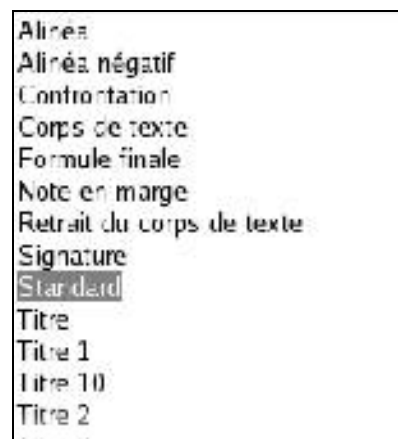 Alinéa
Alinéa négatif
Confrontation
Corps de texte
Formule finale
Note en marge
Retrait du corps de texte
Signature
Standard
Titre
Titre 1
Titre 10
Titre 2